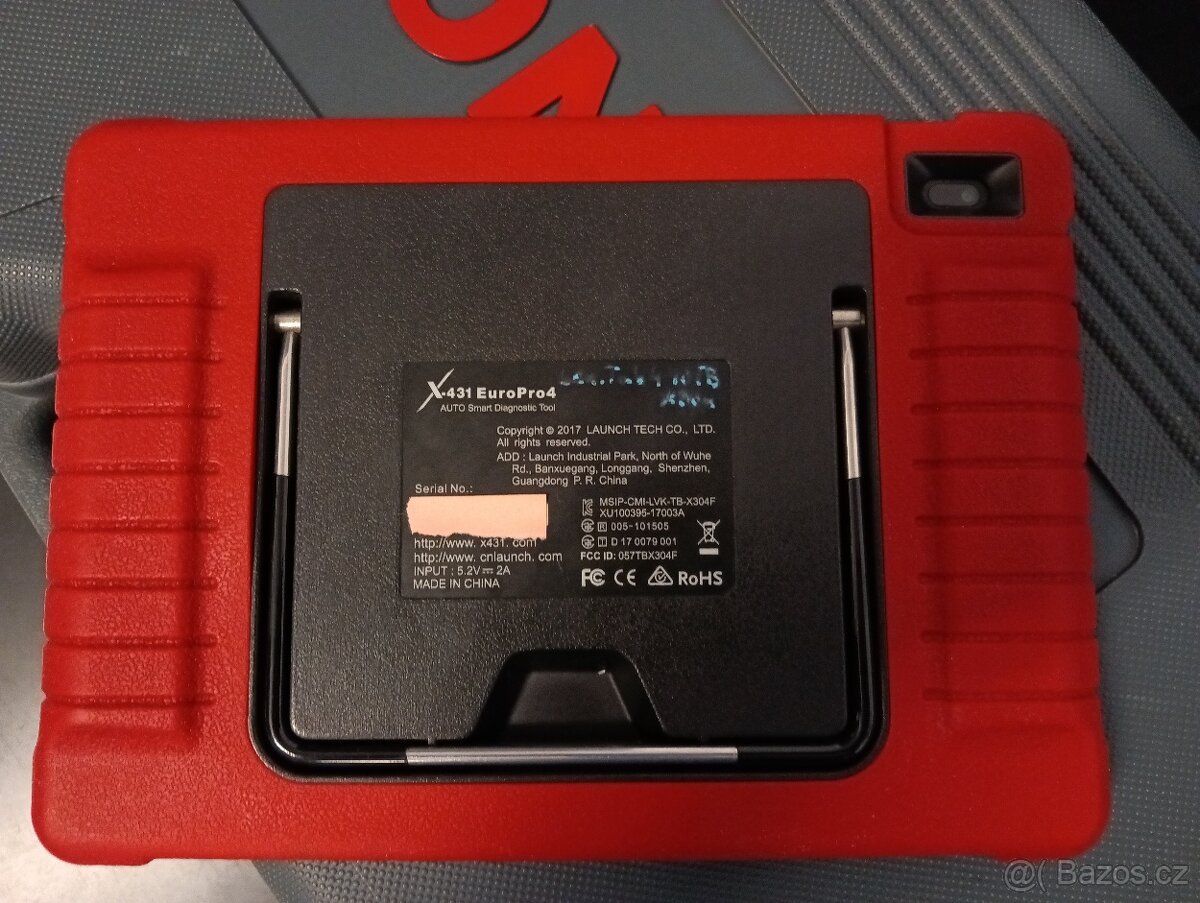 X-431 EuroPro4
AUTO Smart Diagnostic Tool
Copyright © 2017 LAUNCH TECH CO., LTD.
All rights reserved.
ADD : Launch Industrial Park, North of Wuhe
Rd., Banxuegang, Longgang, Shenzhen,
Guangdong P. R. China
Serial No.:
http://www. x431. com
http://www. cnlaunch. com
INPUT : 5.2V 2A
MADE IN CHINA
MSIP-CMI-LVK-TB-X304F
XU100396-17003A
R 005-101505
T D 17 0079 001
FCC ID: 057TBX304F
FC CE RoHS
@( Bazos.cz